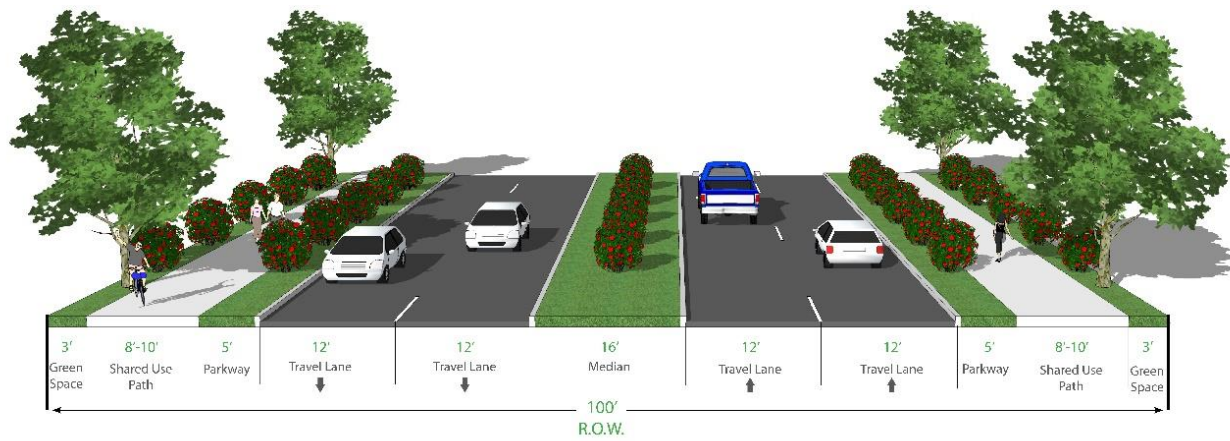 3' 8'-10' 5' 12' 12' 16' 12' 12' 5' 8'-10' 3'
Green Shared Use Parkway Travel Lane Travel Lane Median Travel Lane Travel Lane Parkway Shared Use Green
Space Path Path Space
100'
R.O.W.